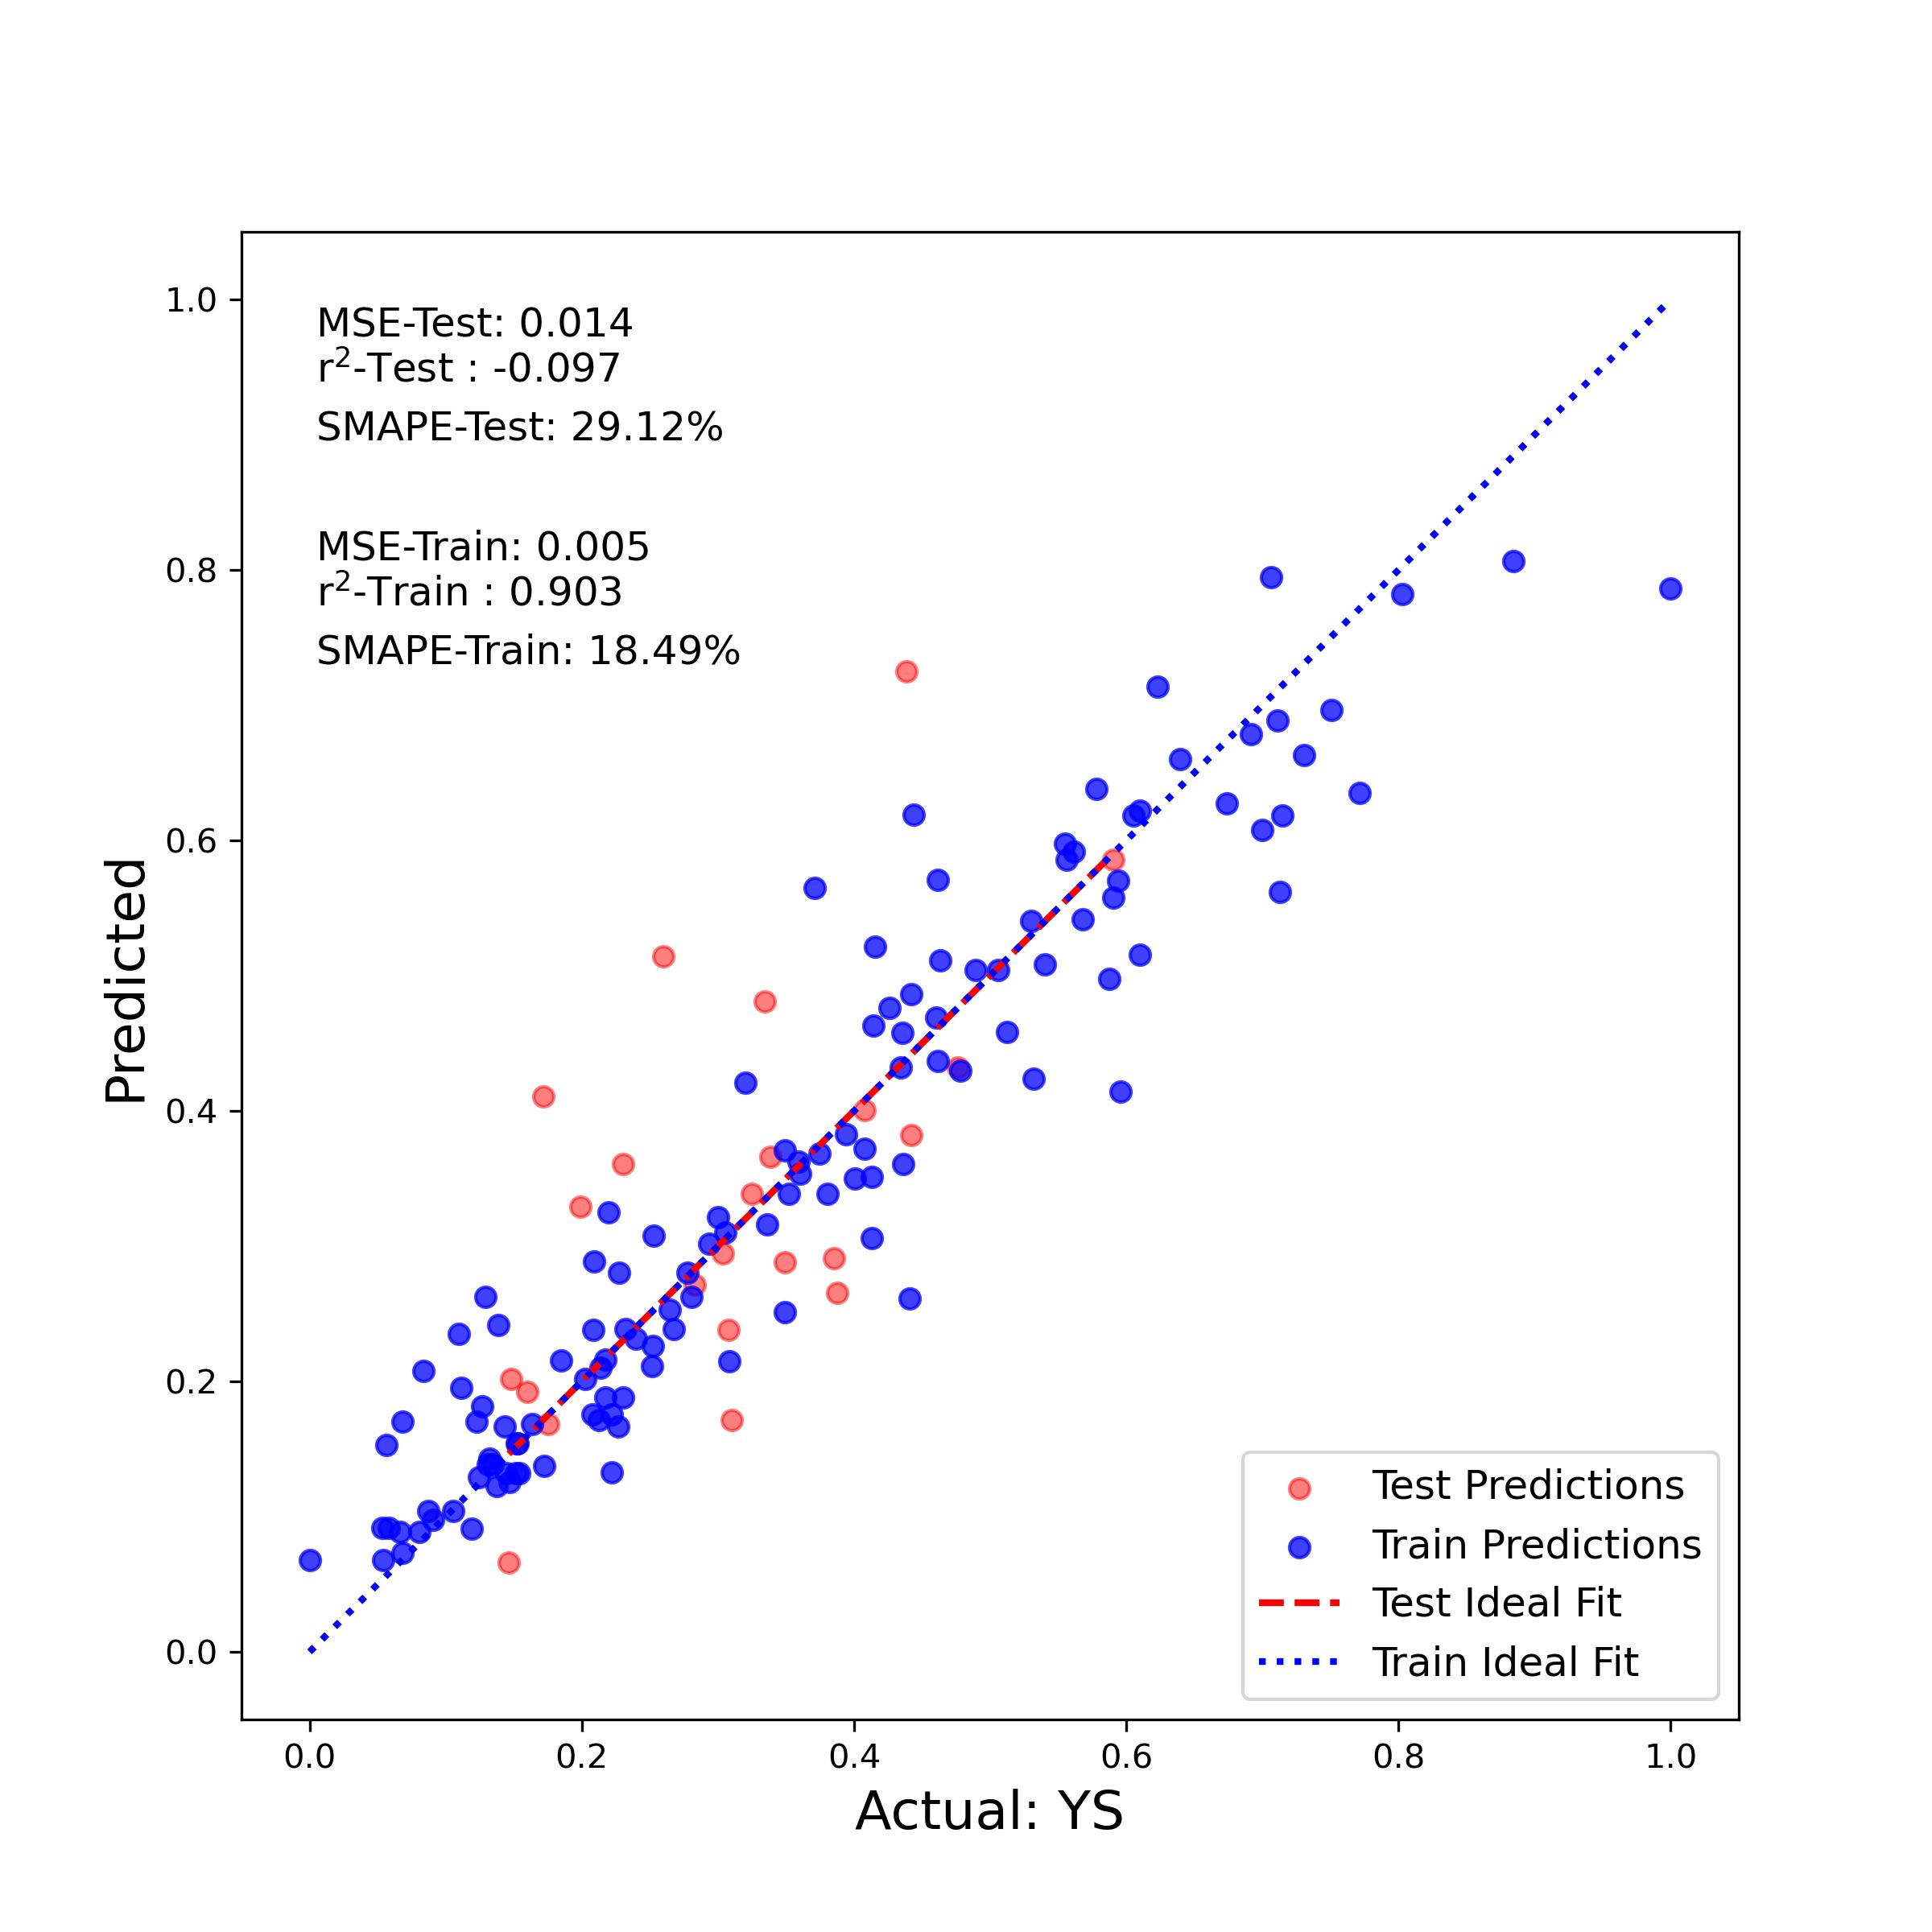 MSE-Test: 0.014
r²-Test : -0.097
SMAPE-Test: 29.12%
MSE-Train: 0.005
r²-Train : 0.903
SMAPE-Train: 18.49%
1.0
0.8
0.6
0.4
0.2
0.0
Predicted
Test Predictions
Train Predictions
Test Ideal Fit
Train Ideal Fit
0.0 0.2 0.4 0.6 0.8 1.0
Actual: YS